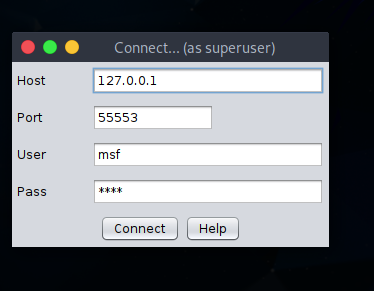 Connect... (as superuser)
Host 127.0.0.1
Port 55553
User msf
Pass ****
Connect Help